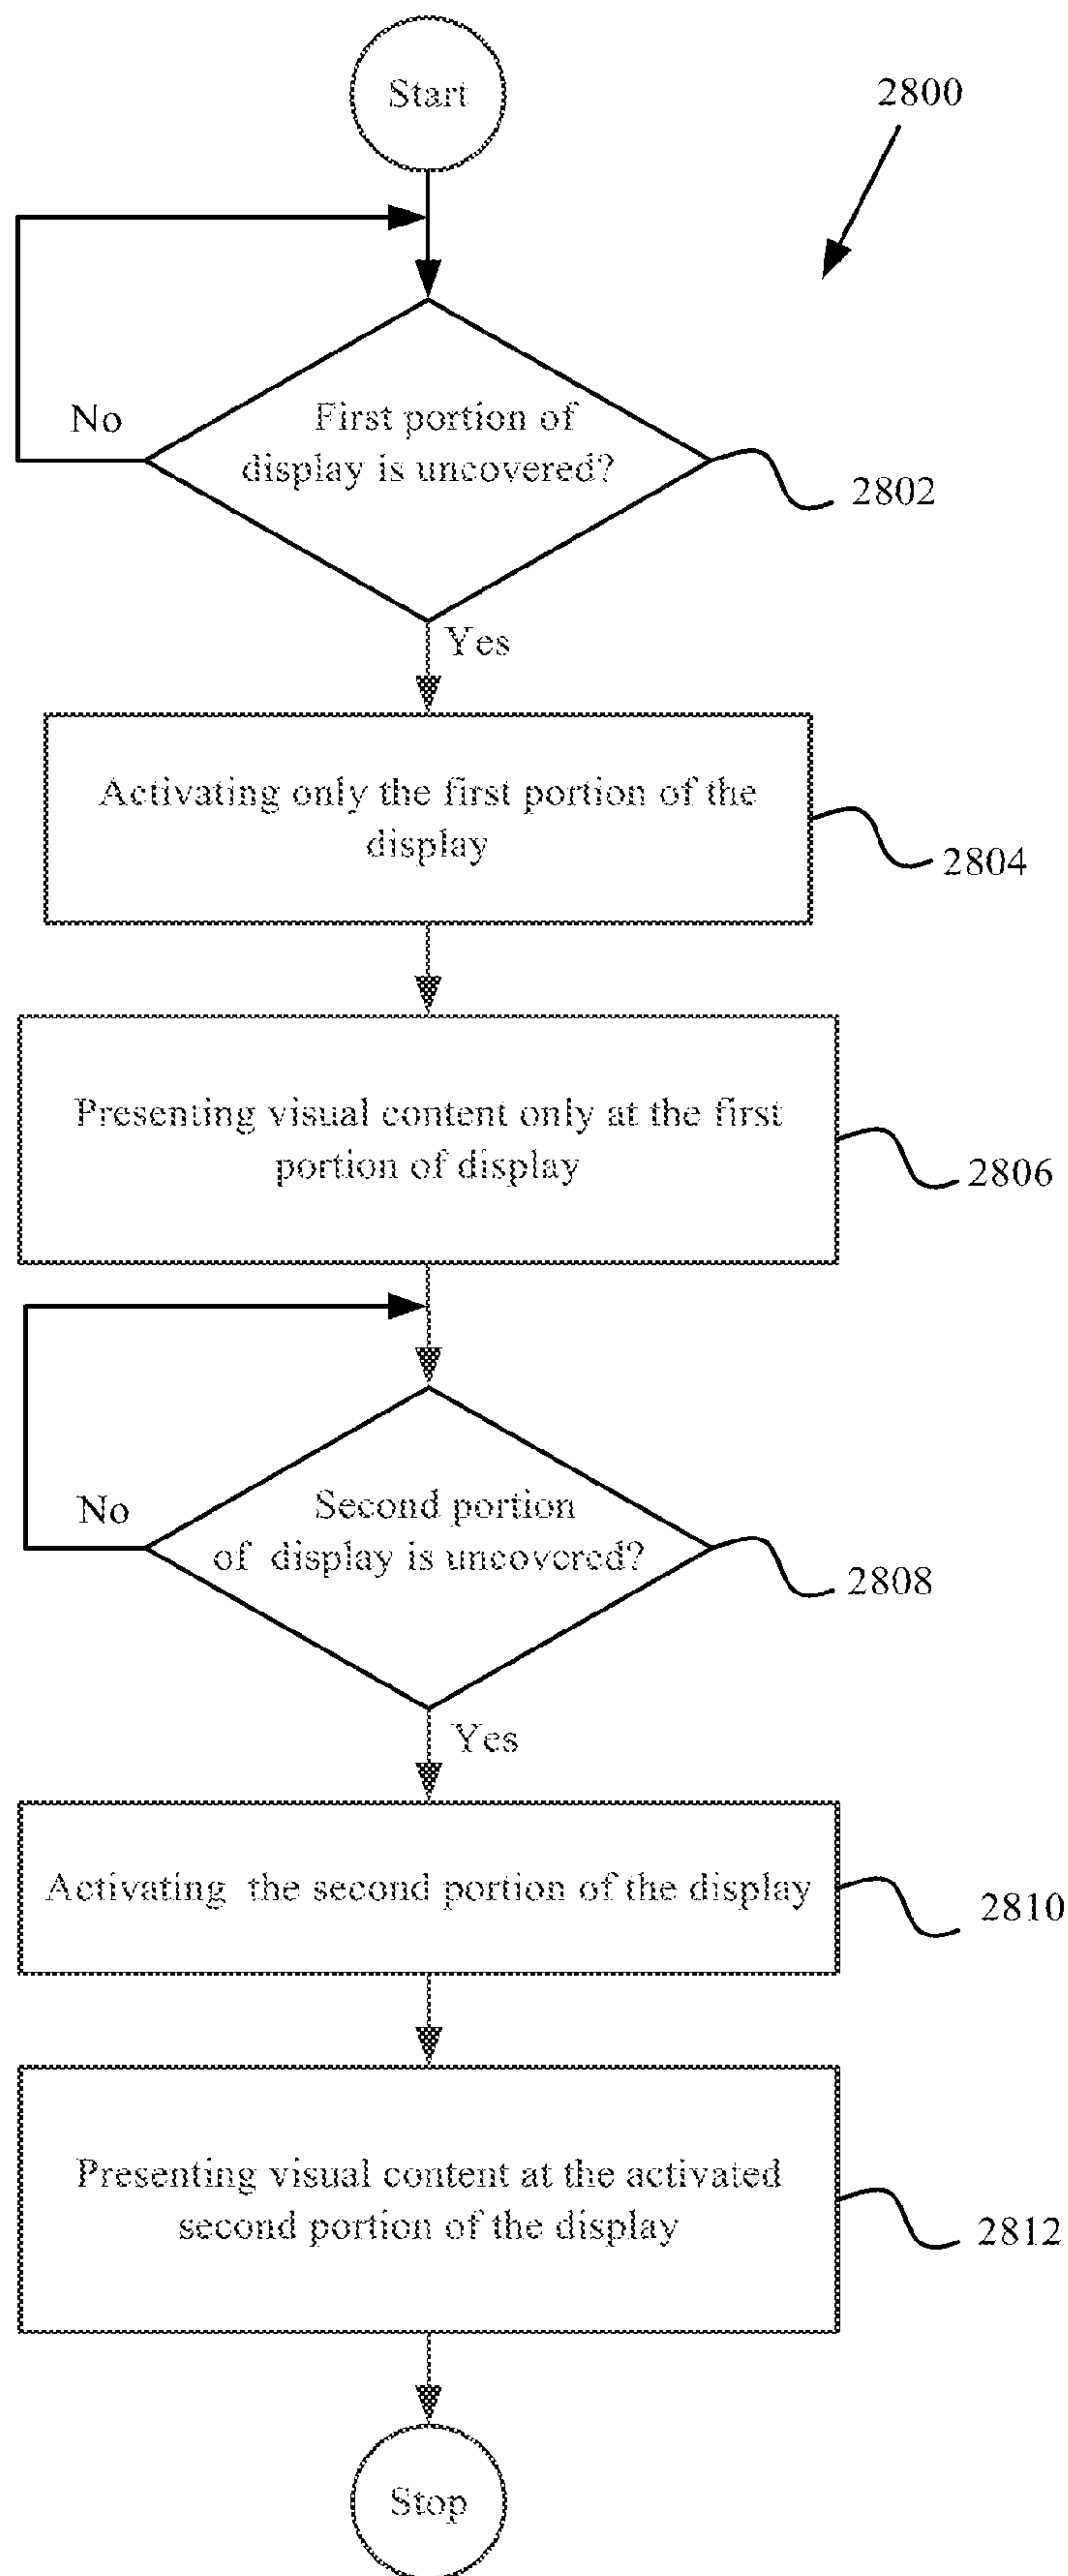 Start
2800
No
First portion of
display is uncovered?
2802
Yes
Activating only the first portion of the
display
2804
Presenting visual content only at the first
portion of display
2806
No
Second portion
of display is uncovered?
2808
Yes
Activating the second portion of the display
2810
Presenting visual content at the activated
second portion of the display
2812
Stop